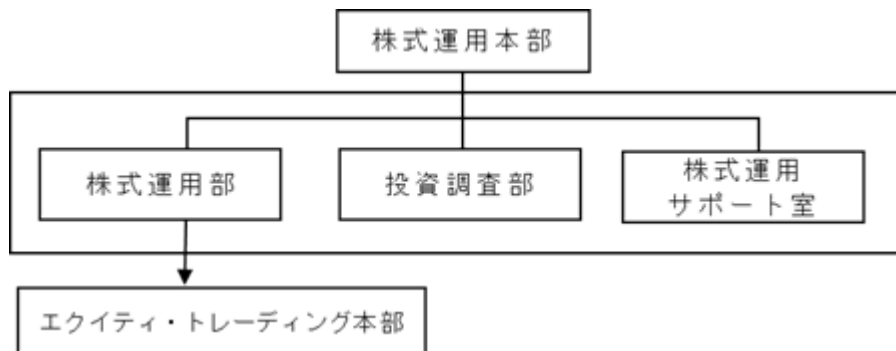 株式運用本部
株式運用部
投資調査部
株式運用
サポート室
エクイティ・トレーディング本部